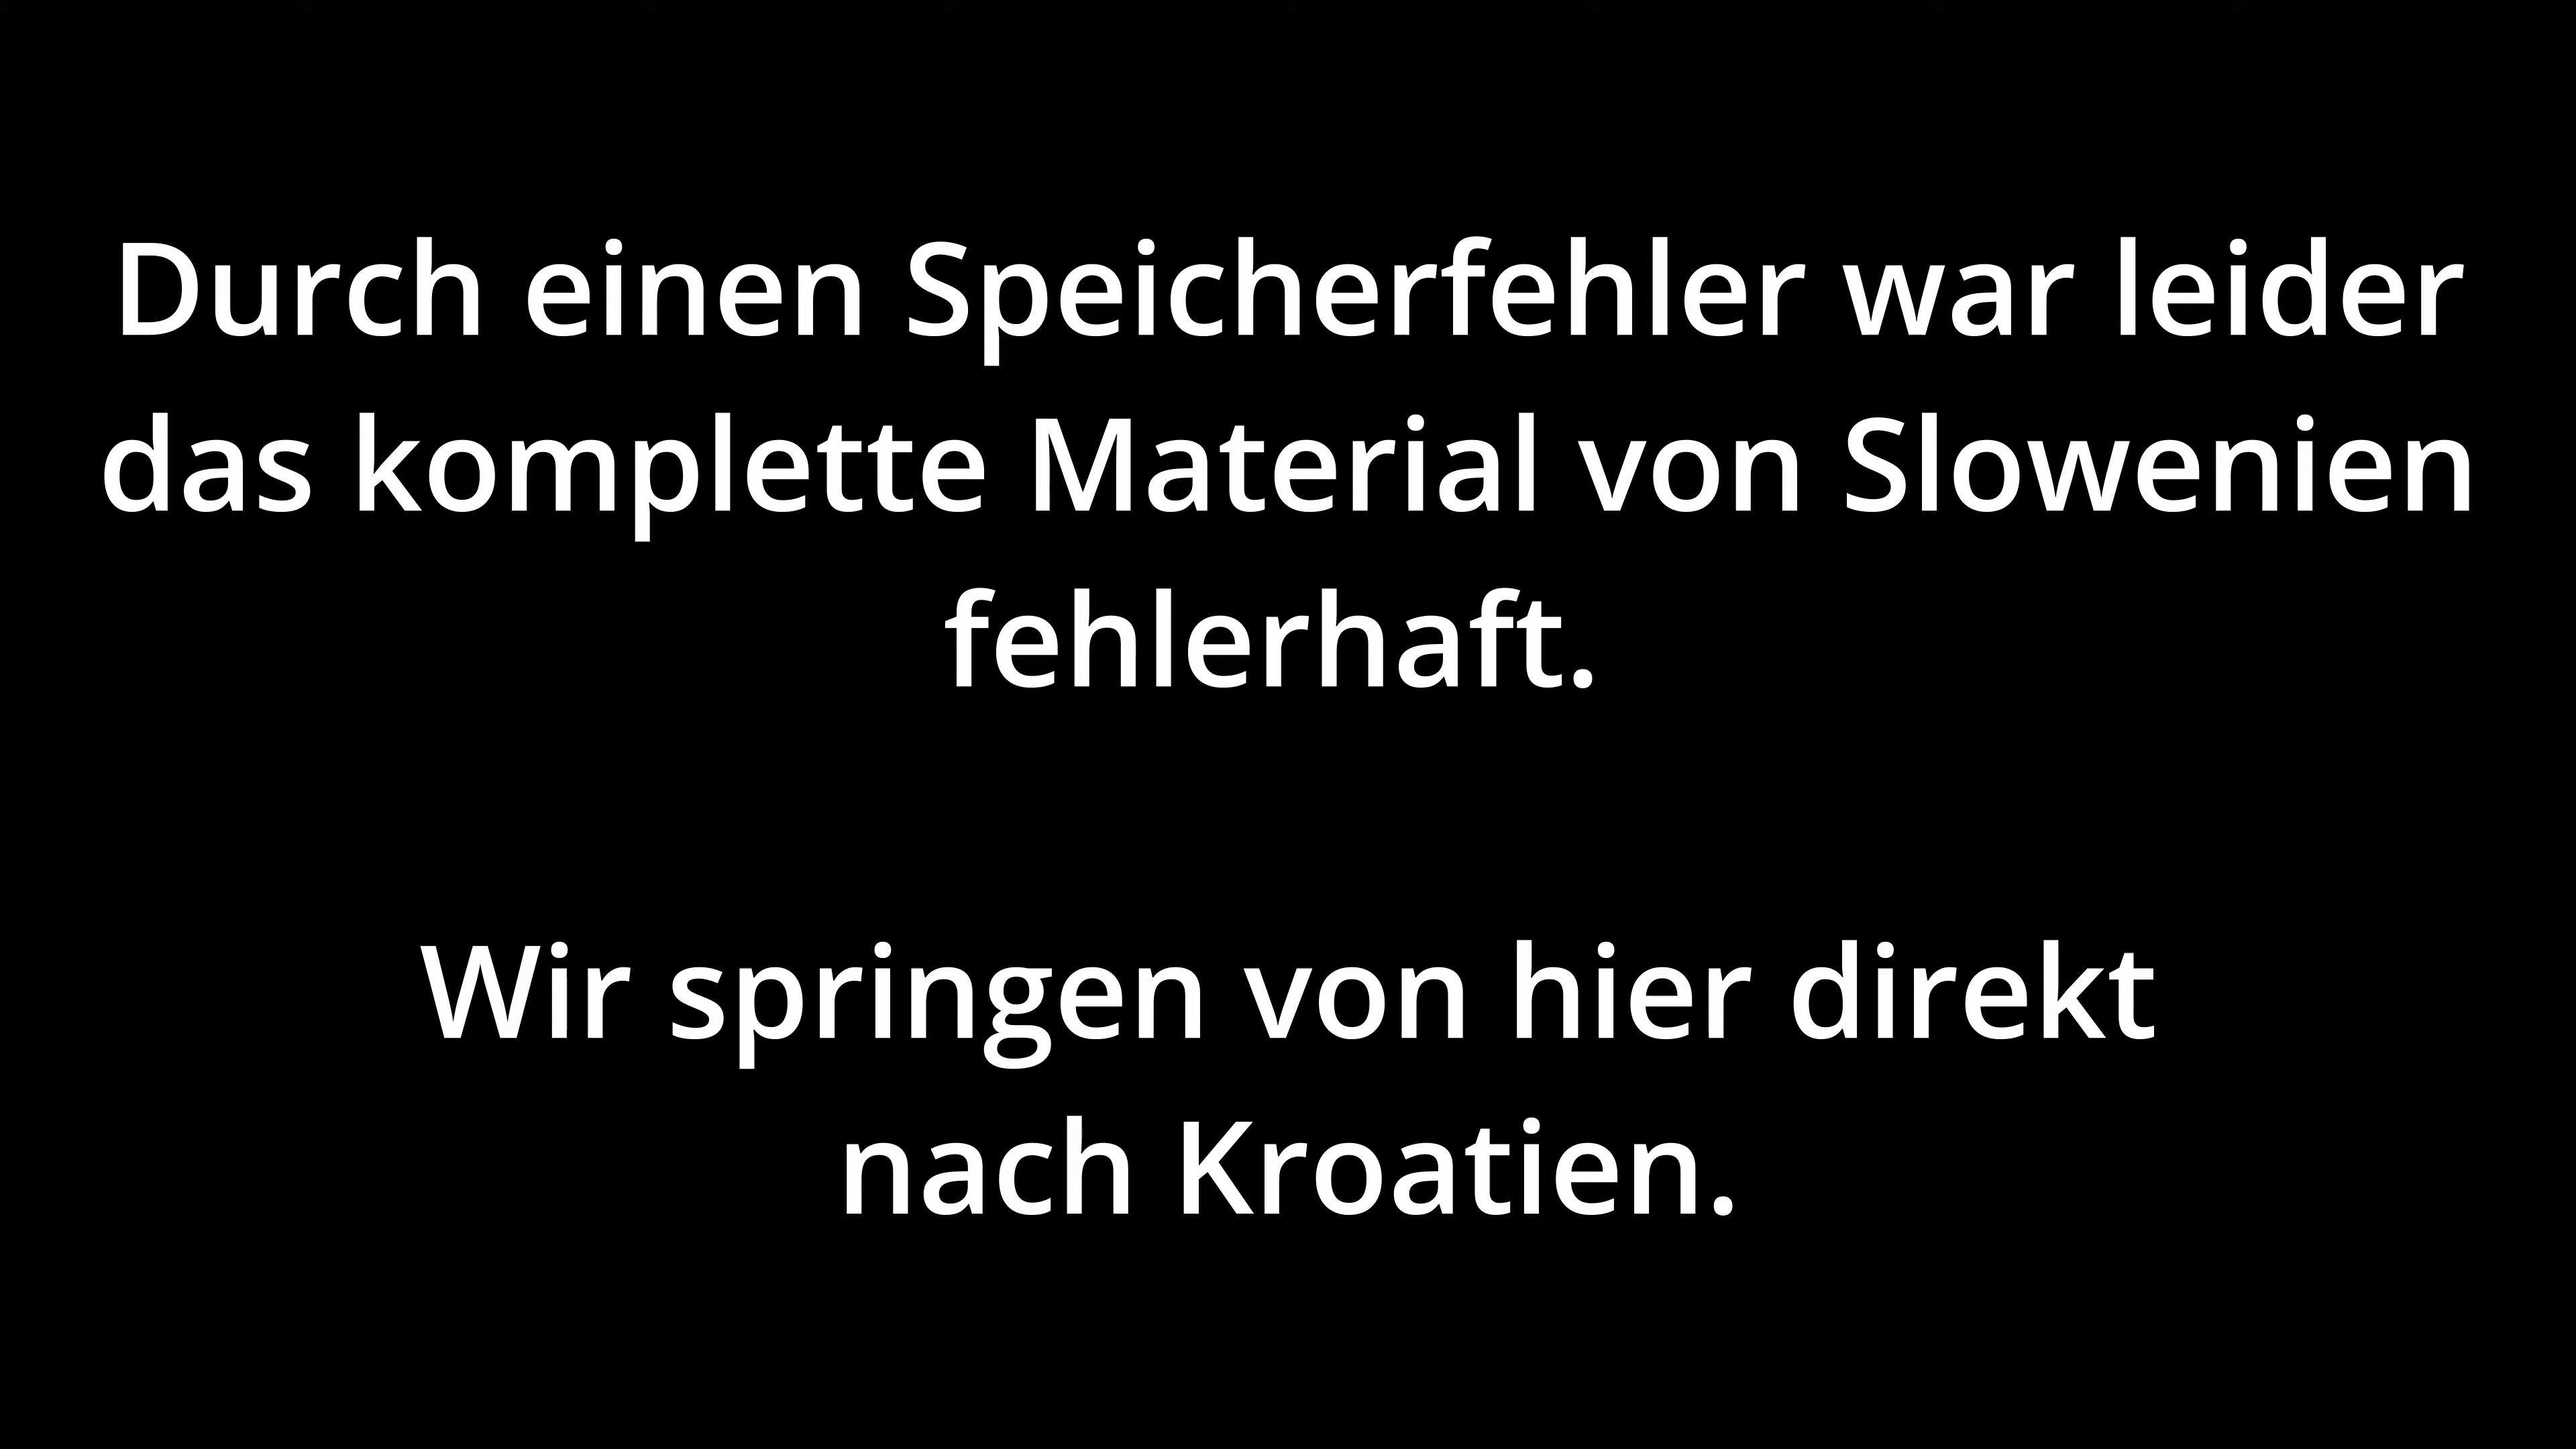 Durch einen Speicherfehler war leider
das komplette Material von Slowenien
fehlerhaft.
Wir springen von hier direkt
nach Kroatien.